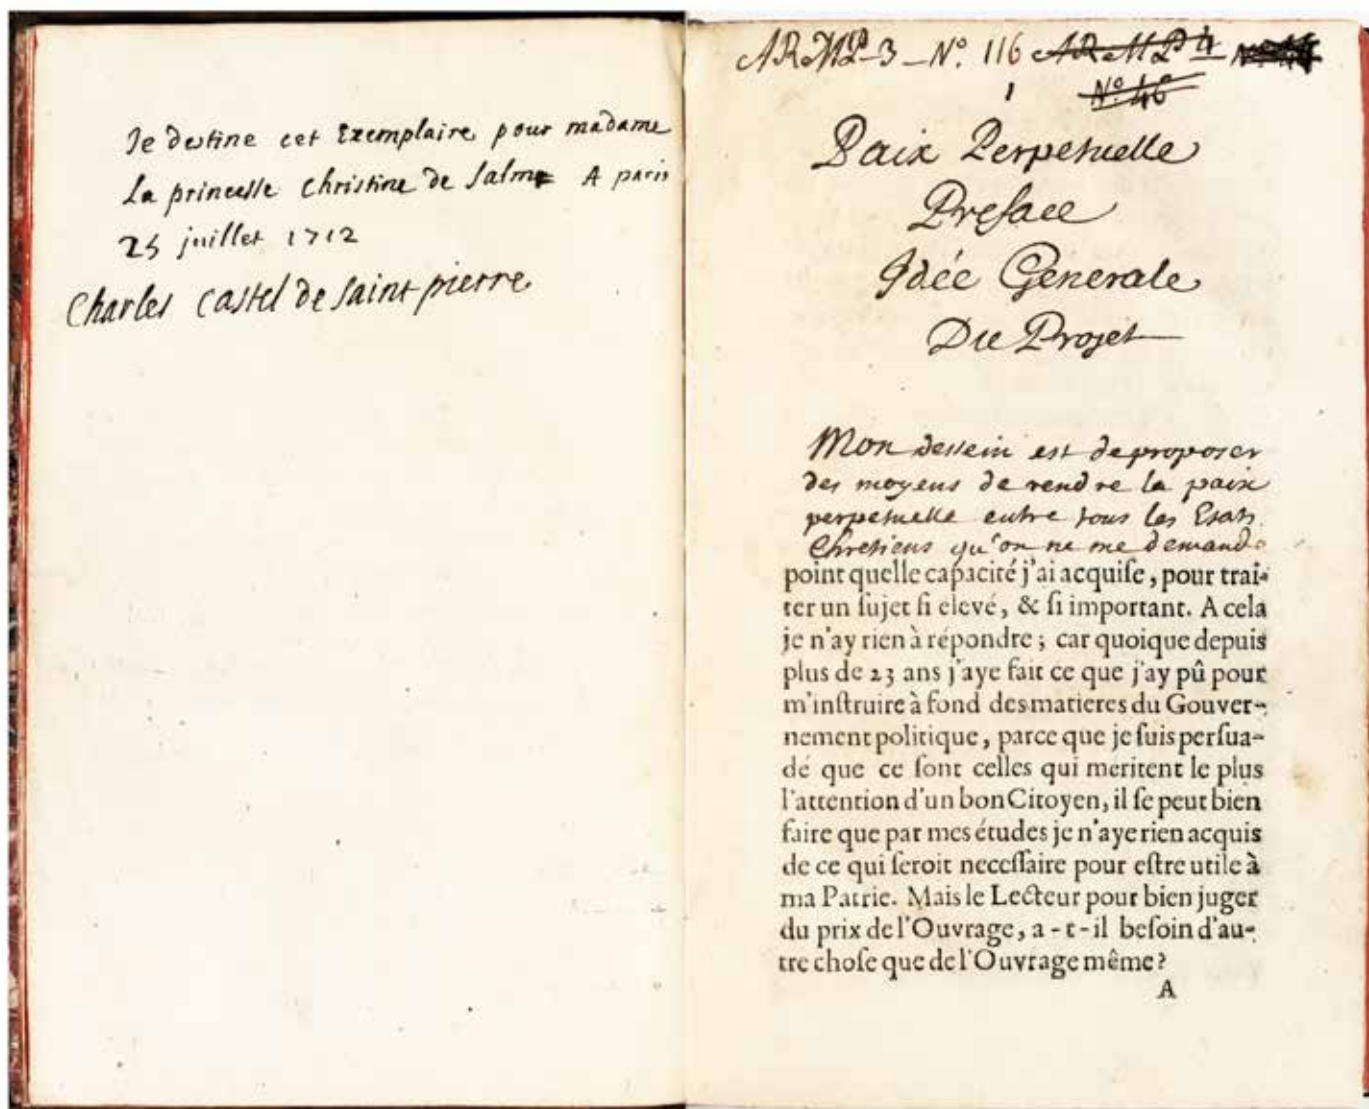 Je destine cet Exemplaire pour madame
La princesse Christine de Salm A paris
25 juillet 1712
Charles Castel de Saint pierre
ARMP-3-N.º 116 ARMP 4
1 Nº 46
Paix Perpetuelle
Preface
Idée Generale
Du Projet
Mon dessein est de proposer
des moyens de rendre la paix
perpetuelle entre tous les Etats
Chretiens qu'on ne me demande
point quelle capacité j'ai acquiſe, pour trai-
ter un ſujet ſi elevé, & ſi important. A cela
je n'ay rien à répondre; car quoique depuis
plus de 23 ans j'aye fait ce que j'ay pû pour
m'inſtruire à fond des matieres du Gouver-
nement politique, parce que je ſuis perſua-
dé que ce ſont celles qui meritent le plus
l'attention d'un bon Citoyen, il ſe peut bien
faire que par mes études je n'aye rien acquis
de ce qui ſeroit neceſſaire pour eſtre utile à
ma Patrie. Mais le Lecteur pour bien juger
du prix de l'Ouvrage, a-t-il beſoin d'au-
tre choſe que de l'Ouvrage même?
A